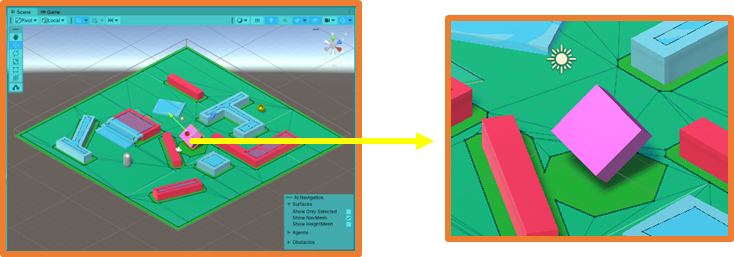 Scene Game
Pivot Local
AI Navigation
Surfaces
Show Only Selected
Show NavMesh
Show HeightMesh
Agents
Obstacles